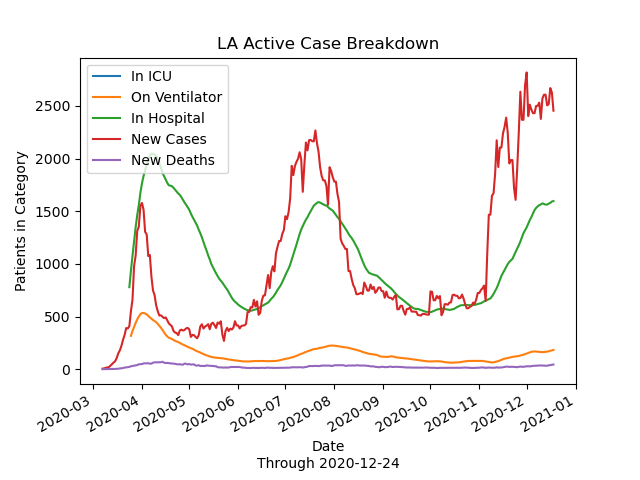 LA Active Case Breakdown
In ICU
On Ventilator
In Hospital
New Cases
New Deaths
Patients in Category
2500
2000
1500
1000
500
0
2020-03
2020-04
2020-05
2020-06
2020-07
2020-08
2020-09
2020-10
2020-11
2020-12
2021-01
Date
Through 2020-12-24